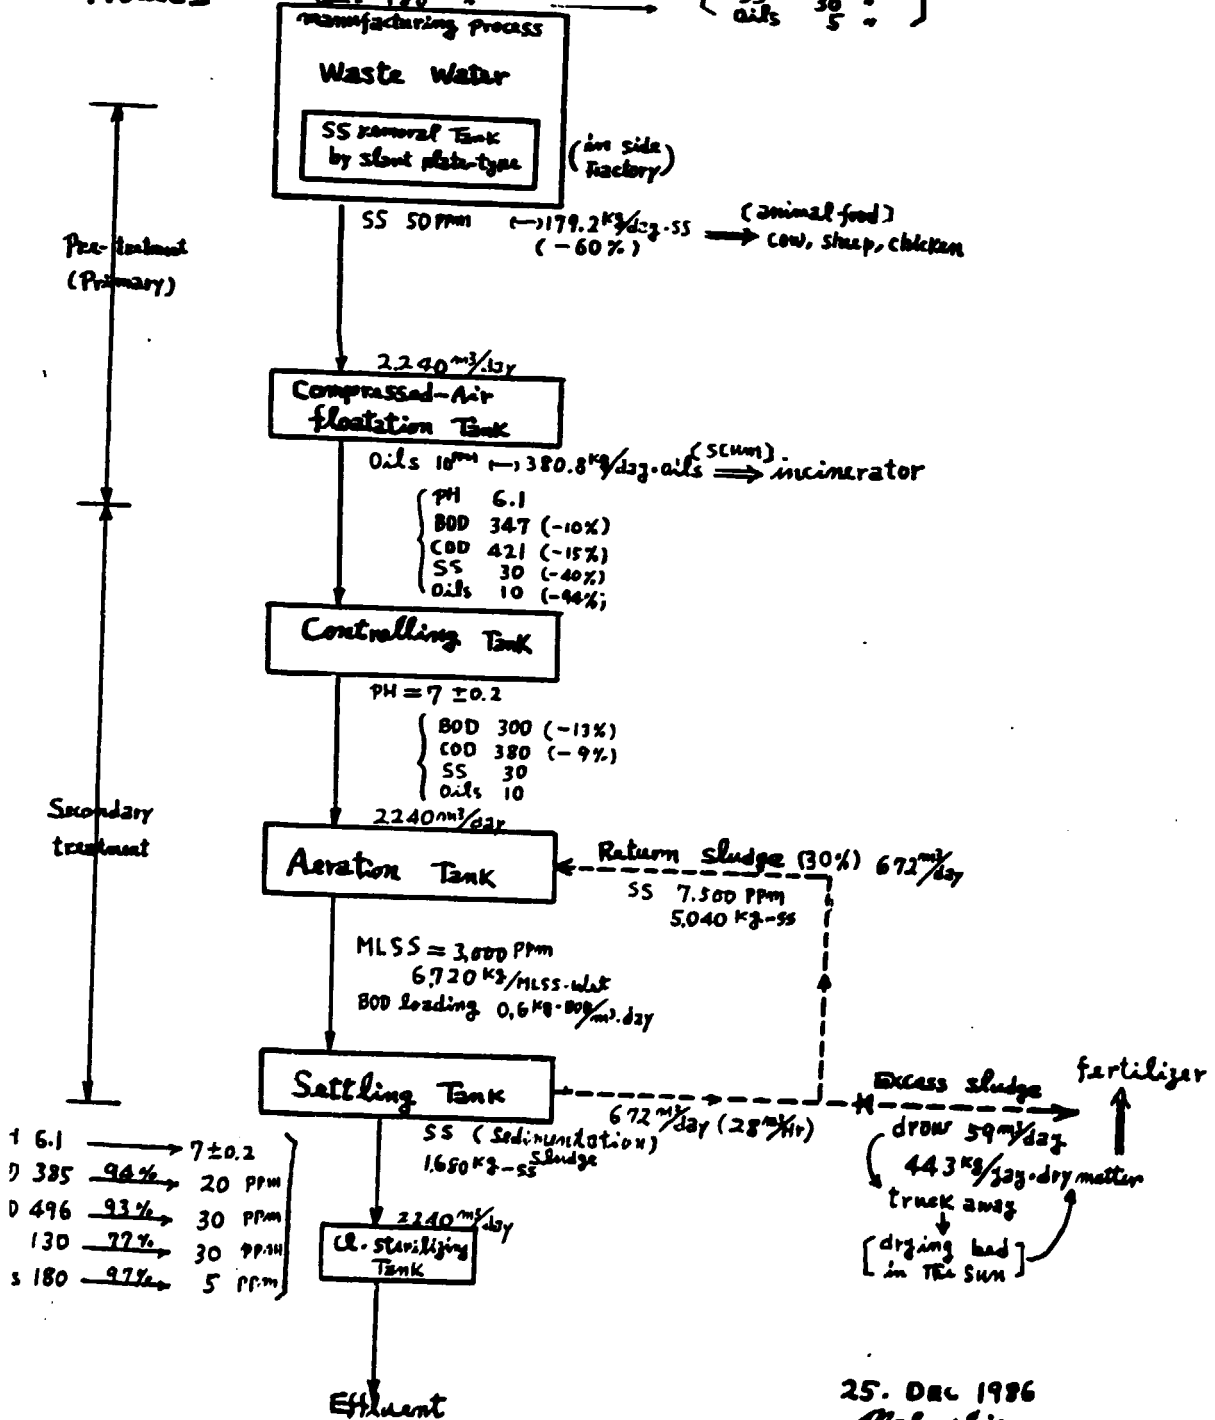 30 "
Oils 5 "
manufacturing process
Waste Water
SS removal Tank
by slant plate-type
(in side
Factory)
SS 50 PPM (-) 179.2 Kg/day.SS
(-60%)
(animal food)
cow, sheep, chicken
Pre-treatment
(Primary)
2.240 m³/day
Compressed-Air
floatation Tank
Oils 10 PPM (-) 380.8 Kg/day.oils (scum) incinerator
PH 6.1
BOD 347 (-10%)
COD 421 (-15%)
SS 30 (-40%)
Oils 10 (-94%)
Controlling Tank
PH = 7 ±0.2
BOD 300 (-13%)
COD 380 (-9%)
SS 30
Oils 10
Secondary
treatment
2240 m³/day
Aeration Tank
Return sludge (30%) 672 m³/day
SS 7.500 PPm
5,040 Kg-ss
MLSS = 3,000 PPm
6,720 Kg/MLSS-
BOD loading 0,6 Kg.BOD/m³.day
Settling Tank
672 m³/day (28 m³/Hr)
Excess sludge
fertilizer
drow 59 m³/day
443 Kg/day.dry matter
truck away
[drying bed
in The Sun]
SS (Sedimentation)
Sludge
1,680 Kg-ss
6.1 7±0.2
385 94% 20 PPm
496 93% 30 PPm
130 77% 30 PP.M
180 97% 5 PP.m
2240 m³/day
Cl. sterilizing
Tank
Effluent
25. DEC 1986